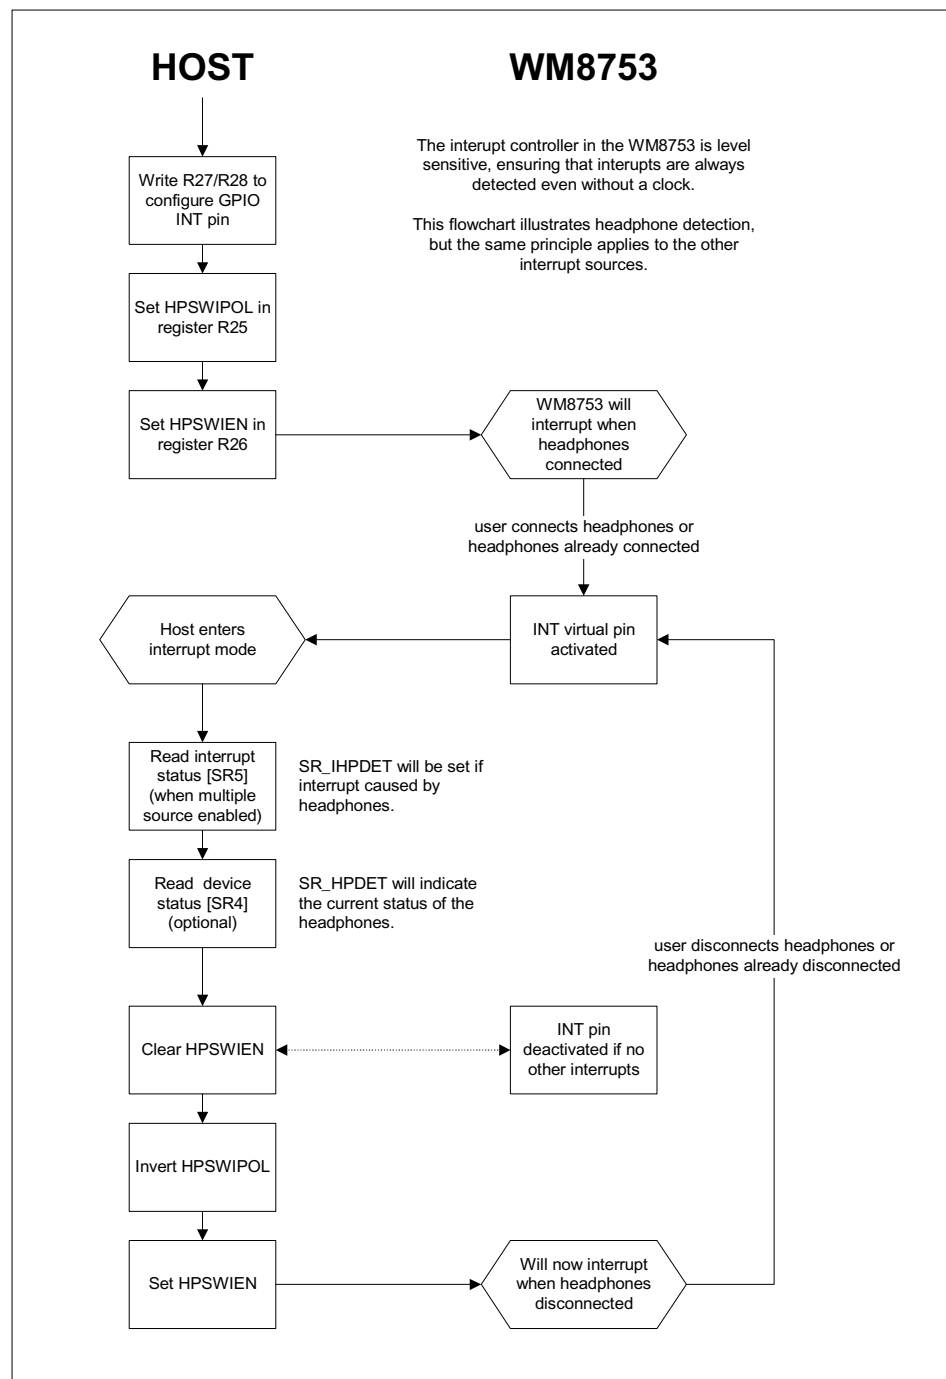 HOST
WM8753
The interupt controller in the WM8753 is level
sensitive, ensuring that interupts are always
detected even without a clock.
This flowchart illustrates headphone detection,
but the same principle applies to the other
interrupt sources.
Write R27/R28 to
configure GPIO
INT pin
Set HPSWIPOL in
register R25
Set HPSWIEN in
register R26
WM8753 will
interrupt when
headphones
connected
user connects headphones or
headphones already connected
Host enters
interrupt mode
INT virtual pin
activated
Read interrupt
status [SR5]
(when multiple
source enabled)
SR_IHPDET will be set if
interrupt caused by
headphones.
Read  device
status [SR4]
(optional)
SR_HPDET will indicate
the current status of the
headphones.
user disconnects headphones or
headphones already disconnected
Clear HPSWIEN
INT pin
deactivated if no
other interrupts
Invert HPSWIPOL
Set HPSWIEN
Will now interrupt
when headphones
disconnected